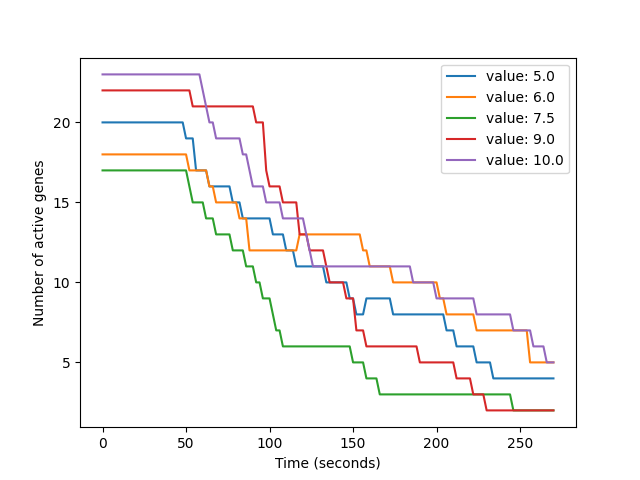 value: 5.0
value: 6.0
value: 7.5
value: 9.0
value: 10.0
Number of active genes
20
15
10
5
0
50
100
150
200
250
Time (seconds)